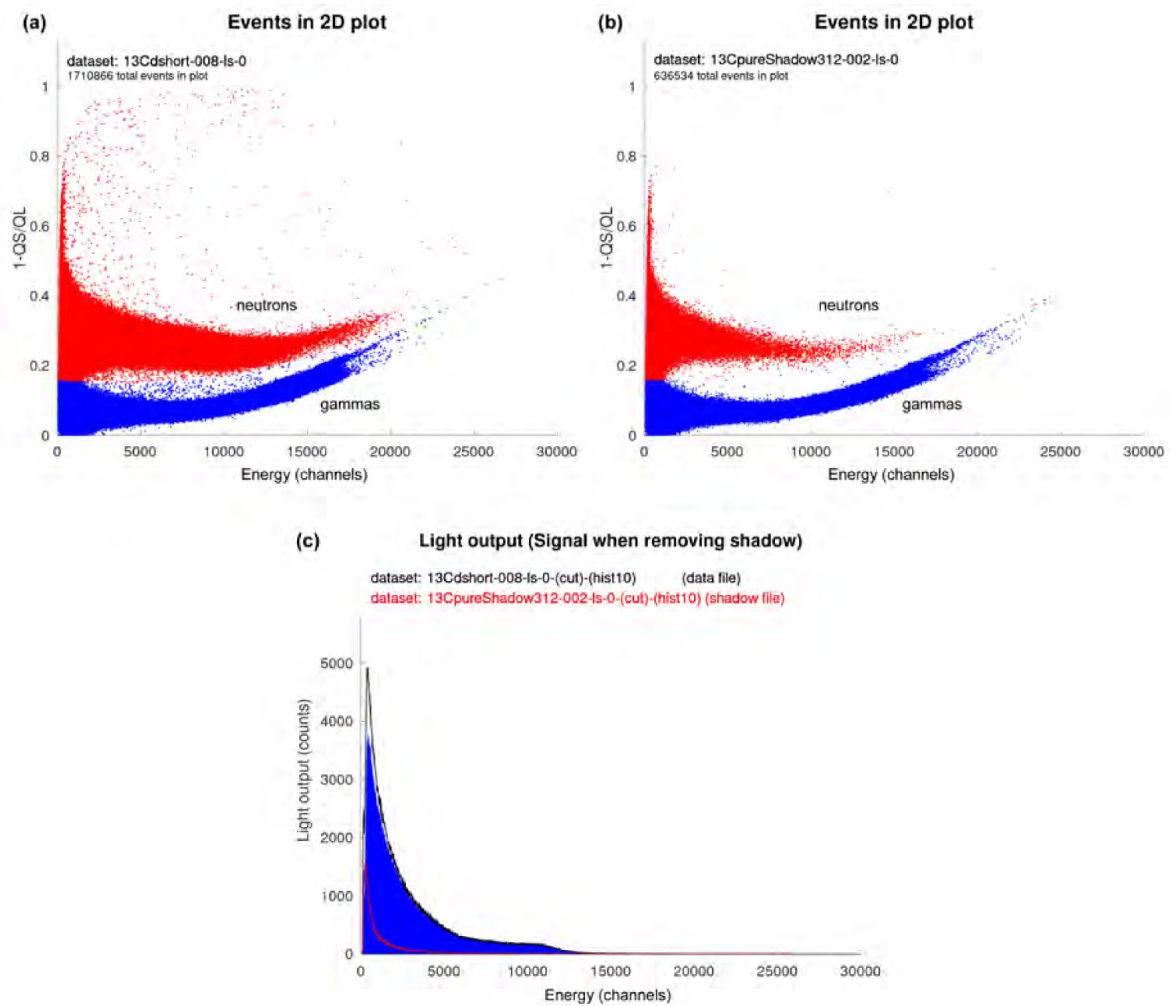 (a) Events in 2D plot
dataset: 13Cdshort-008-ls-0
1710866 total events in plot
1
0.8
0.6
0.4
0.2
0
1-QS/QL
neutrons
gammas
0 5000 10000 15000 20000 25000 30000
Energy (channels)
(b) Events in 2D plot
dataset: 13CpureShadow312-002-ls-0
636534 total events in plot
1
0.8
0.6
0.4
0.2
0
1-QS/QL
neutrons
gammas
0 5000 10000 15000 20000 25000 30000
Energy (channels)
(c) Light output (Signal when removing shadow)
dataset: 13Cdshort-008-ls-0-(cut)-(hist10) (data file)
dataset: 13CpureShadow312-002-ls-0-(cut)-(hist10) (shadow file)
5000
4000
3000
2000
1000
0
Light output (counts)
0 5000 10000 15000 20000 25000 30000
Energy (channels)